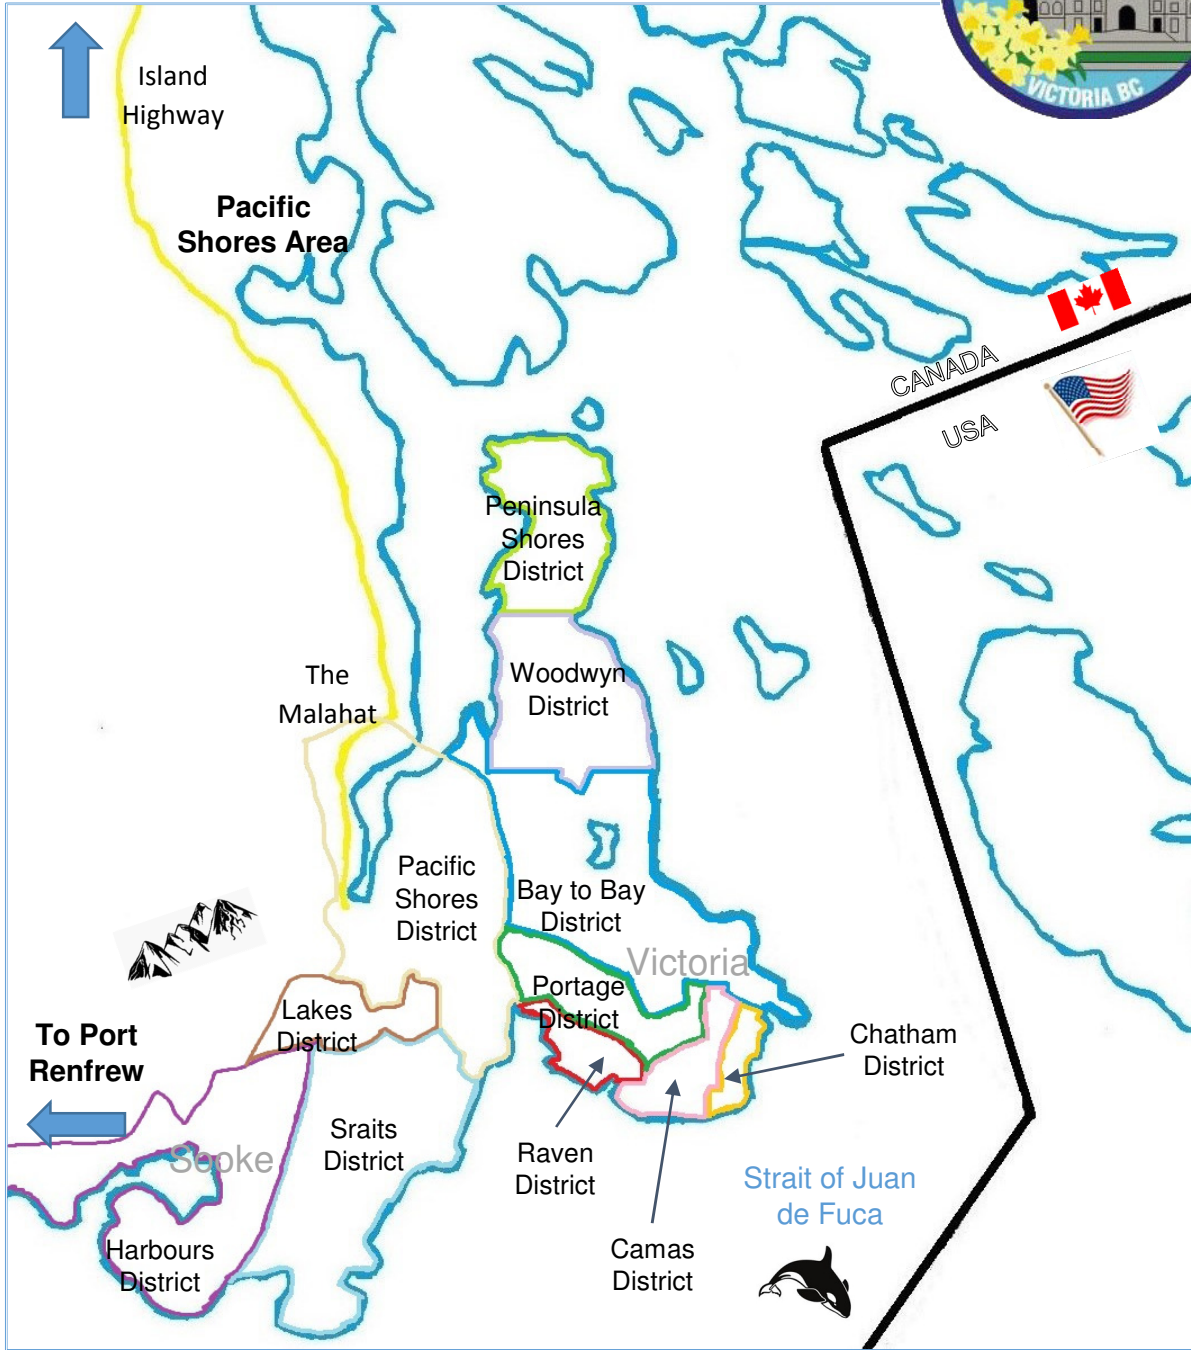 VICTORIA BC
Island
Highway
Pacific
Shores Area
CANADA
USA
Peninsula
Shores
District
The
Malahat
Woodwyn
District
Pacific
Shores
District
Bay to Bay
District
Victoria
Portage
District
Lakes
District
To Port
Renfrew
Chatham
District
Sraits
District
Sooke
Raven
District
Strait of Juan
de Fuca
Harbours
District
Camas
District